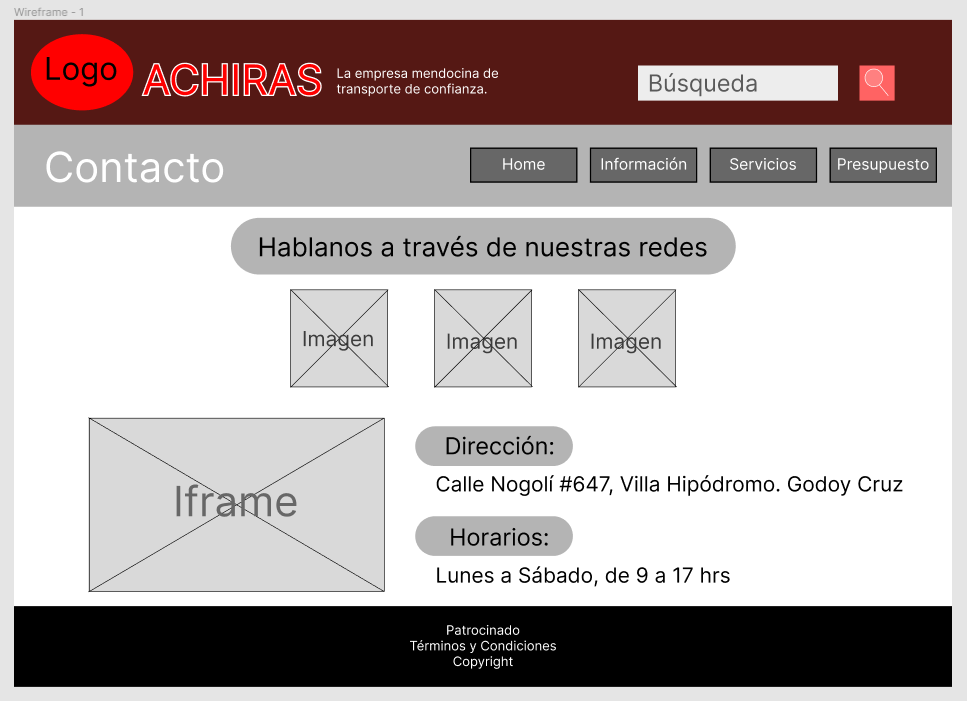 Wireframe - 1
Logo
ACHIRAS
La empresa mendocina de
transporte de confianza.
Búsqueda
Contacto
Home
Información
Servicios
Presupuesto
Hablanos a través de nuestras redes
Imagen
Imagen
Imagen
Iframe
Dirección:
Calle Nogolí #647, Villa Hipódromo. Godoy Cruz
Horarios:
Lunes a Sábado, de 9 a 17 hrs
Patrocinado
Términos y Condiciones
Copyright